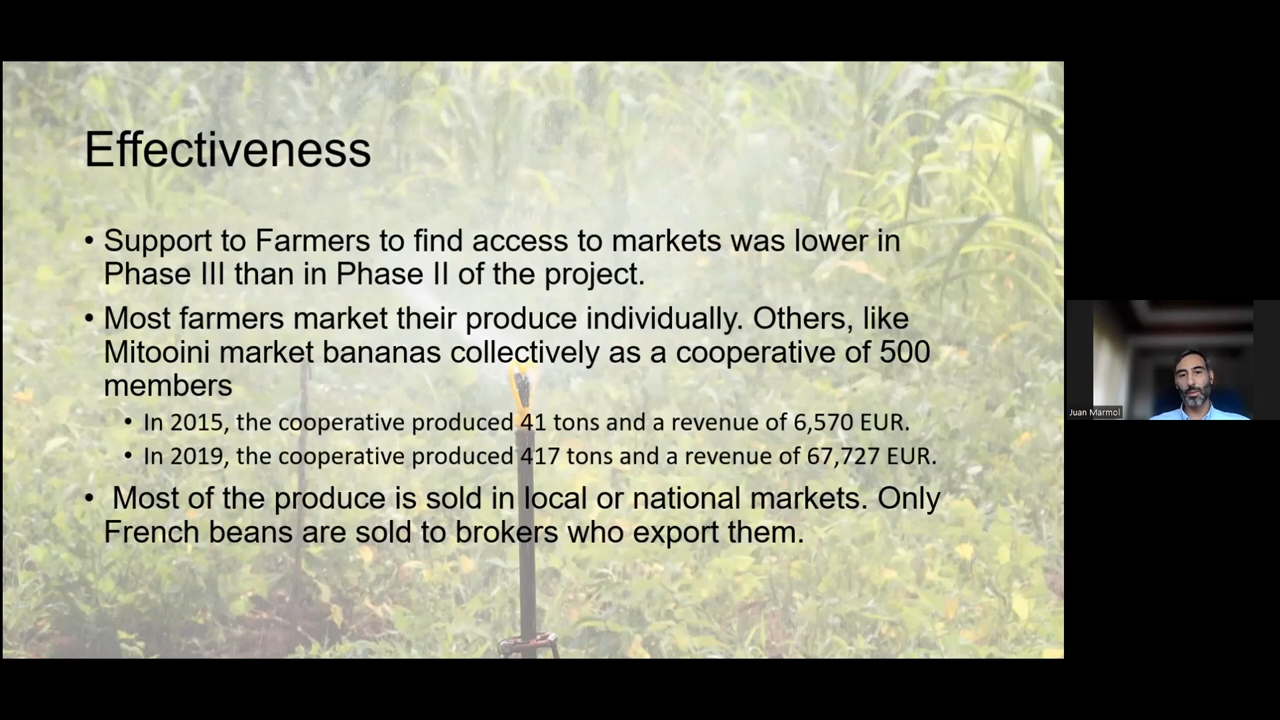 Effectiveness
• Support to Farmers to find access to markets was lower in
Phase III than in Phase II of the project.
• Most farmers market their produce individually. Others, like
Mitooini market bananas collectively as a cooperative of 500
members
• In 2015, the cooperative produced 41 tons and a revenue of 6,570 EUR.
• In 2019, the cooperative produced 417 tons and a revenue of 67,727 EUR.
• Most of the produce is sold in local or national markets. Only
French beans are sold to brokers who export them.
Juan Marmol